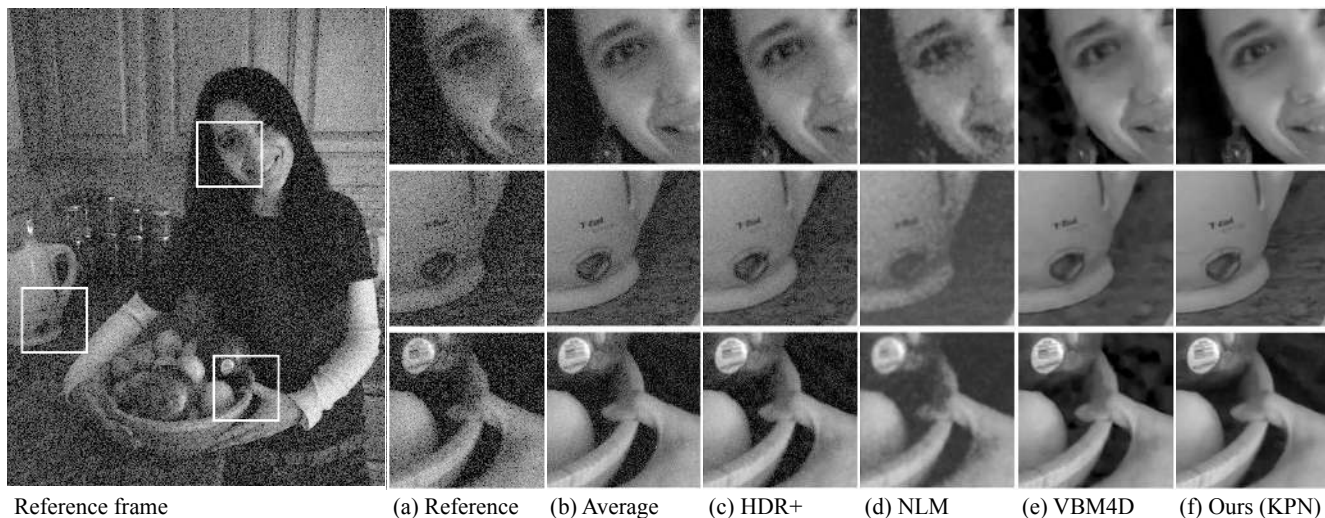 Reference frame
(a) Reference
(b) Average
(c) HDR+
(d) NLM
(e) VBM4D
(f) Ours (KPN)